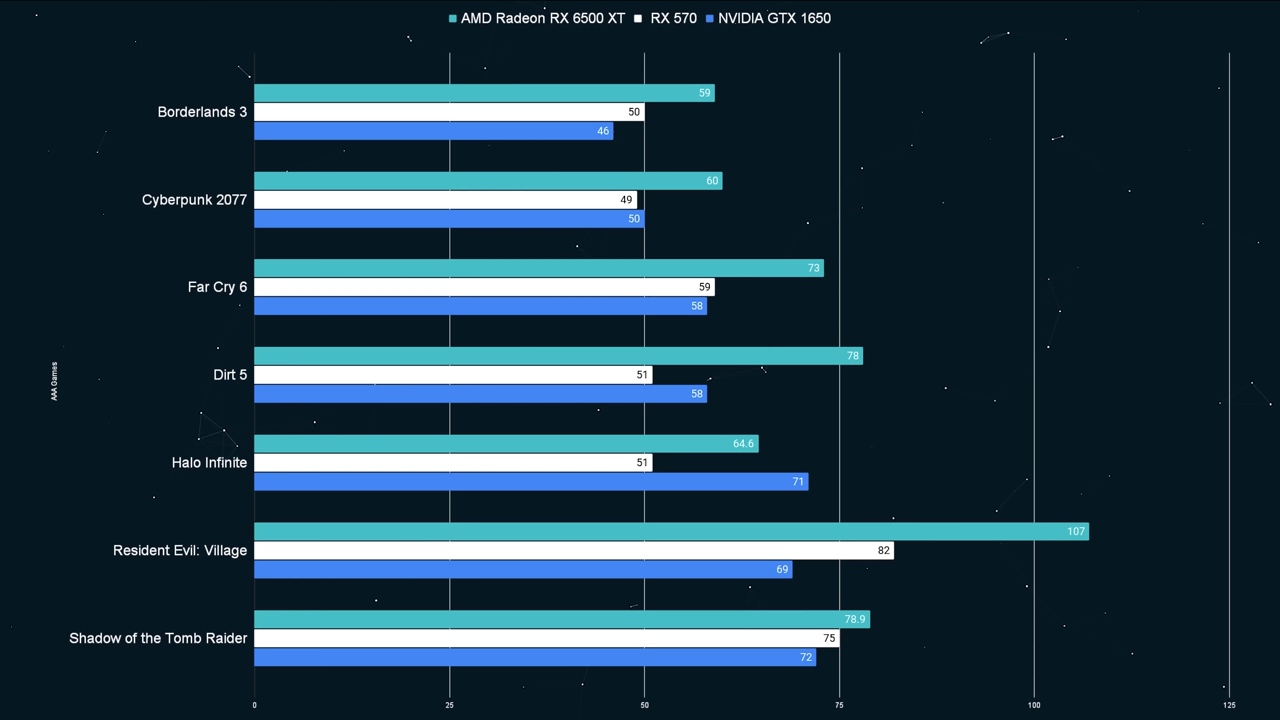 AMD Radeon RX 6500 XT RX 570 NVIDIA GTX 1650
Borderlands 3
59
50
46
Cyberpunk 2077
60
49
50
Far Cry 6
73
59
58
Dirt 5
78
51
58
Halo Infinite
64.6
51
71
Resident Evil: Village
107
82
69
Shadow of the Tomb Raider
78.9
75
72
AAA Games
0 25 50 75 100 125